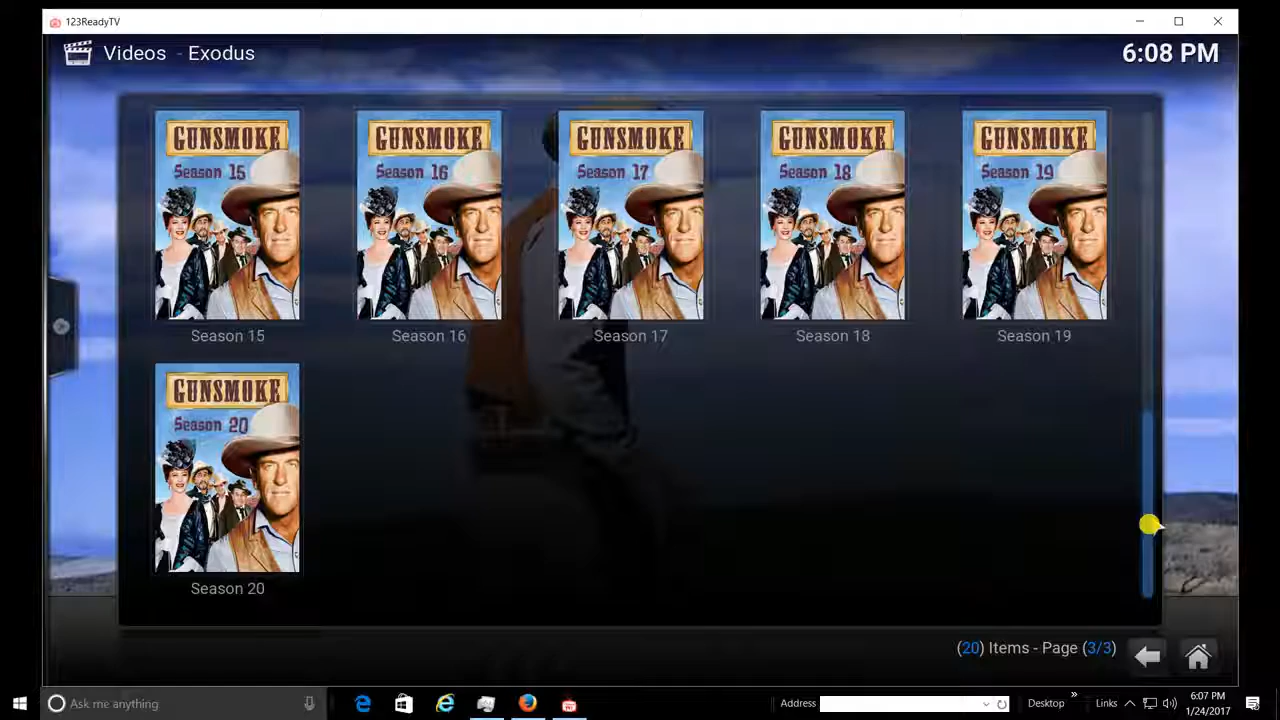 123ReadyTV
Videos - Exodus
6:08 PM
GUNSMOKE
Season 15
GUNSMOKE
Season 16
GUNSMOKE
Season 17
GUNSMOKE
Season 18
GUNSMOKE
Season 19
Season 15
Season 16
Season 17
Season 18
Season 19
GUNSMOKE
Season 20
Season 20
(20) Items - Page (3/3)
Ask me anything
Address
Desktop
Links
6:07 PM
1/24/2017